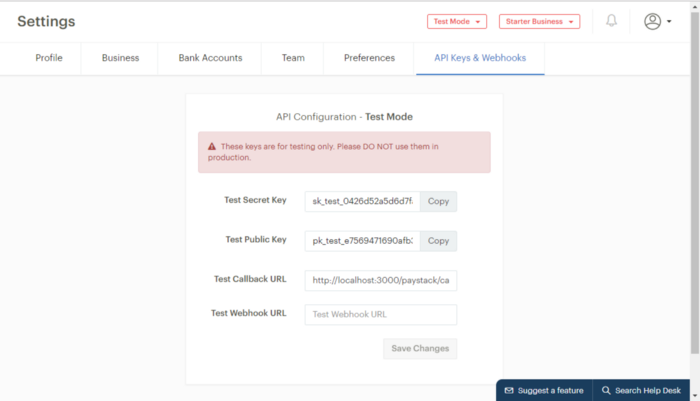 Settings
Test Mode
Starter Business
Profile
Business
Bank Accounts
Team
Preferences
API Keys & Webhooks
API Configuration - Test Mode
These keys are for testing only. Please DO NOT use them in
production.
Test Secret Key
sk_test_0426d52a5d6d7f
Copy
Test Public Key
pk_test_e7569471690afb
Copy
Test Callback URL
http://localhost:3000/paystack/ca
Test Webhook URL
Test Webhook URL
Save Changes
Suggest a feature
Search Help Desk